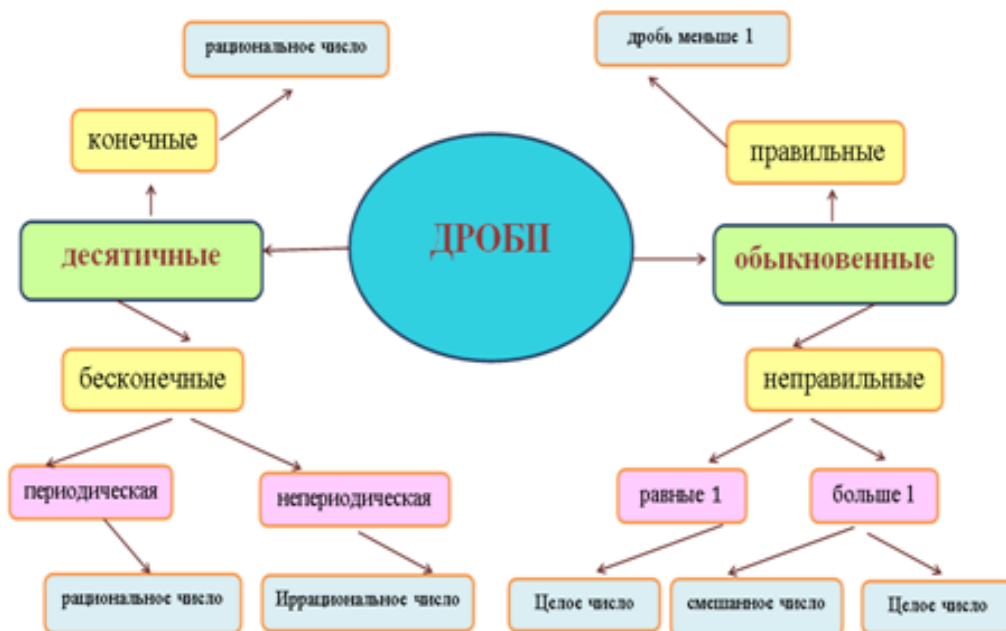 рациональное число
дробь меньше 1
конечные
правильные
ДРОБИ
десятичные
обыкновенные
бесконечные
неправильные
периодическая
непериодическая
равные 1
больше 1
рациональное число
Иррациональное число
Целое число
смешанное число
Целое число